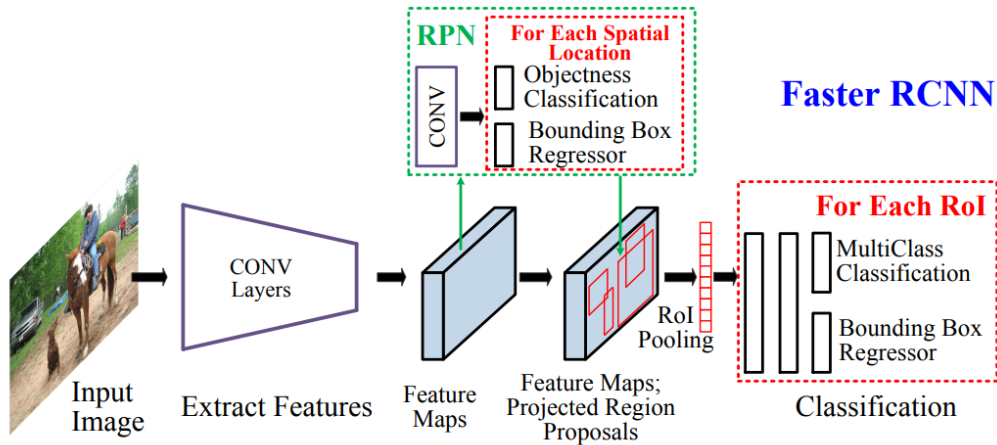 RPN
For Each Spatial
Location
CONV
Objectness
Classification
Bounding Box
Regressor
Faster RCNN
CONV
Layers
RoI
Pooling
For Each RoI
MultiClass
Classification
Bounding Box
Regressor
Input
Image
Extract Features
Feature
Maps
Feature Maps;
Projected Region
Proposals
Classification